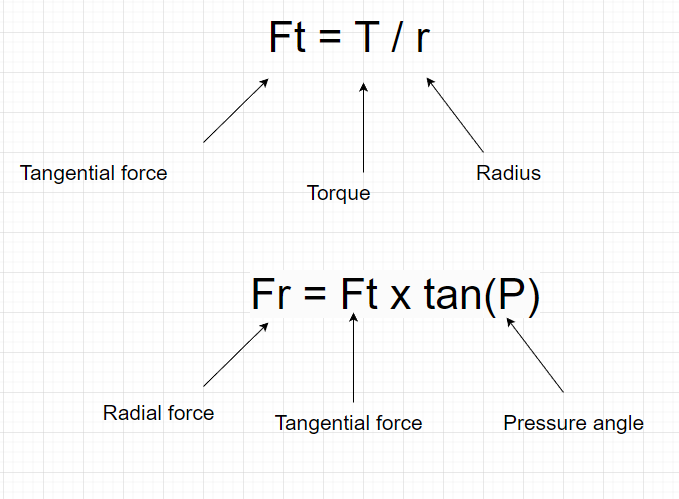 Ft = T / r
Tangential force
Torque
Radius
Fr = Ft x tan(P)
Radial force
Tangential force
Pressure angle